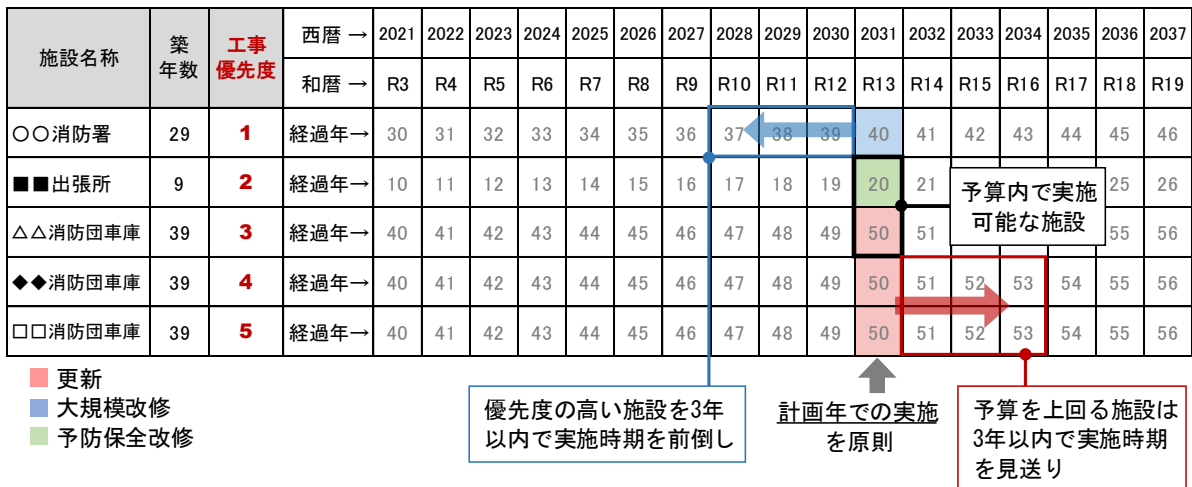 施設名称 築年数 工事優先度 西暦 → 2021 2022 2023 2024 2025 2026 2027 2028 2029 2030 2031 2032 2033 2034 2035 2036 2037
和暦 → R3 R4 R5 R6 R7 R8 R9 R10 R11 R12 R13 R14 R15 R16 R17 R18 R19
○○消防署 29 1 経過年→ 30 31 32 33 34 35 36 37 38 39 40 41 42 43 44 45 46
■■出張所 9 2 経過年→ 10 11 12 13 14 15 16 17 18 19 20 21 25 26
△△消防団車庫 39 3 経過年→ 40 41 42 43 44 45 46 47 48 49 50 51 55 56
◆◆消防団車庫 39 4 経過年→ 40 41 42 43 44 45 46 47 48 49 50 51 52 53 54 55 56
□□消防団車庫 39 5 経過年→ 40 41 42 43 44 45 46 47 48 49 50 51 52 53 54 55 56
予算内で実施
可能な施設
更新
大規模改修
予防保全改修
優先度の高い施設を3年
以内で実施時期を前倒し
計画年での実施
を原則
予算を上回る施設は
3年以内で実施時期
を見送り